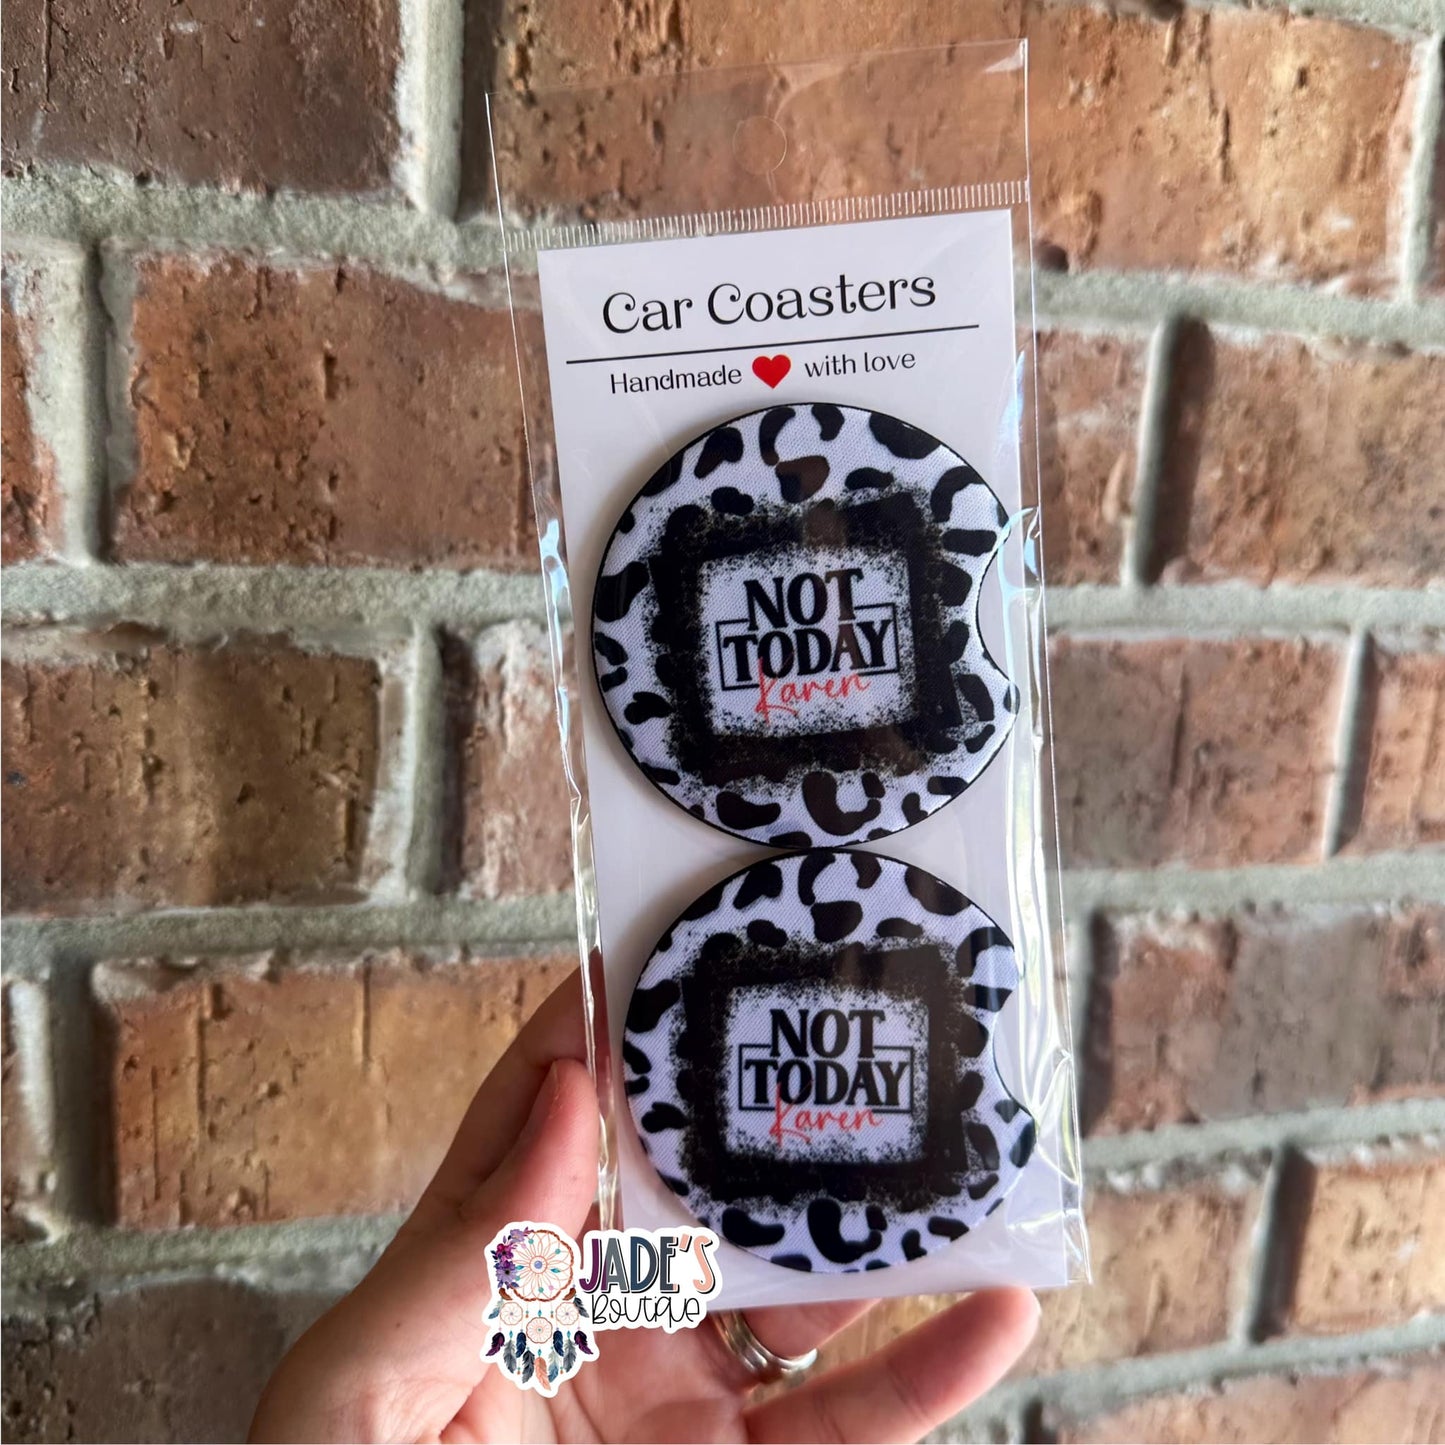 Car Coasters
Handmade with love
NOT
TODAY
Karen
NOT
TODAY
Karen
JADE'S
Boutique